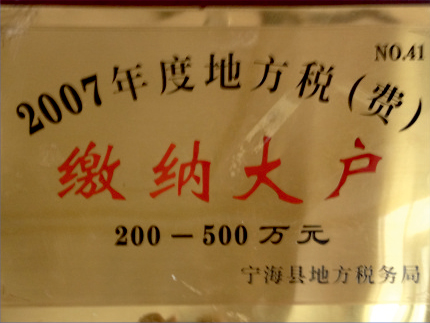 NO.41
2007年度地方税(费)
缴纳大户
200-500万元
宁海县地方税务局